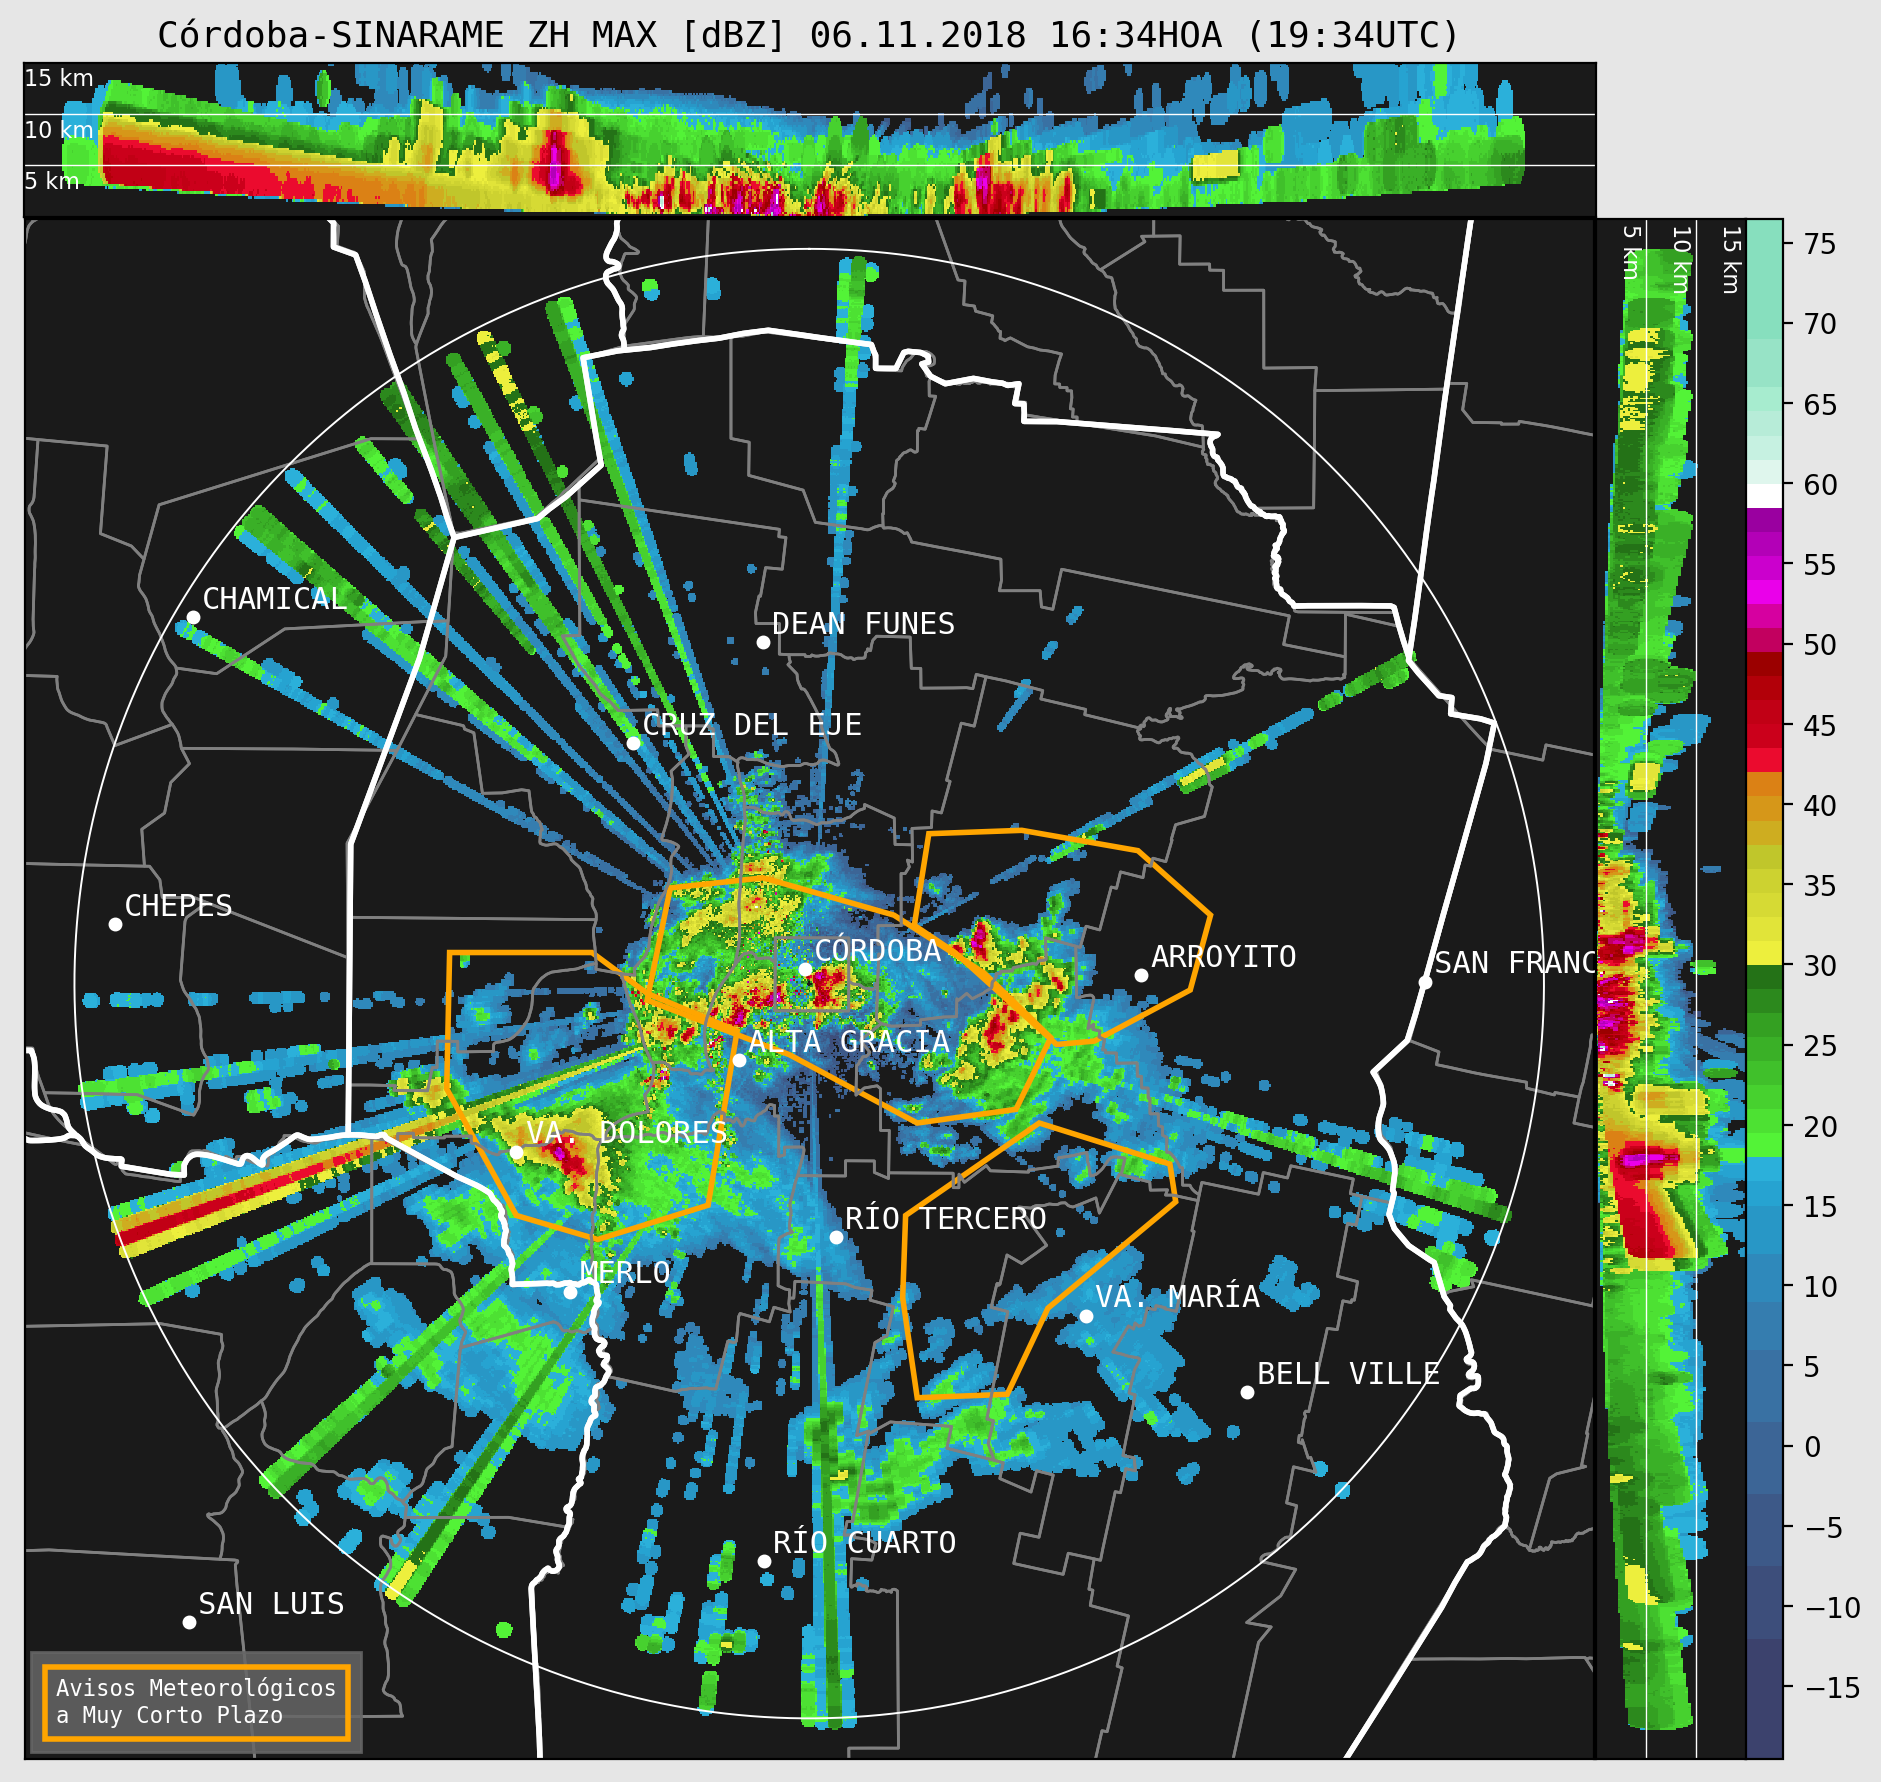 Córdoba-SINARAME ZH MAX [dBZ] 06.11.2018 16:34HOA (19:34UTC)
15 km
10 km
5 km
5 km
10 km
15 km
75
70
65
60
55
50
45
40
35
30
25
20
15
10
5
0
−5
−10
−15
CHAMICAL
DEAN FUNES
CRUZ DEL EJE
CHEPES
CÓRDOBA
ARROYITO
SAN FRANC
ALTA GRACIA
VA. DOLORES
RÍO TERCERO
MERLO
VA. MARÍA
BELL VILLE
RÍO CUARTO
SAN LUIS
Avisos Meteorológicos
a Muy Corto Plazo